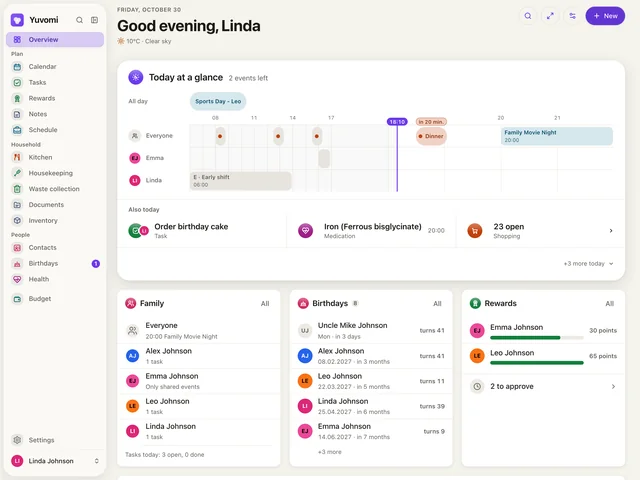 Yuvomi
Overview
Plan
Calendar
Tasks
Rewards
Notes
Schedule
Household
Kitchen
Housekeeping
Waste collection
Documents
Inventory
People
Contacts
Birthdays
1
Health
Budget
Settings
LI
Linda Johnson
FRIDAY, OCTOBER 30
Good evening, Linda
10°C · Clear sky
+ New
Today at a glance 2 events left
All day
Sports Day - Leo
08 11 14 17 18:10 in 20 min. 20 21
Everyone
Dinner
Family Movie Night
20:00
EJ Emma
LI Linda
E · Early shift
06:00
Also today
LI
Order birthday cake
Task
Iron (Ferrous bisglycinate)
Medication
20:00
23 open
Shopping
+3 more today
Family All
Everyone
20:00 Family Movie Night
AJ Alex Johnson
1 task
EJ Emma Johnson
Only shared events
LE Leo Johnson
1 task
LI Linda Johnson
1 task
Tasks today: 3 open, 0 done
Birthdays 8 All
UJ Uncle Mike Johnson
Mon · in 3 days
turns 41
AJ Alex Johnson
08.02.2027 · in 3 months
turns 41
LE Leo Johnson
22.03.2027 · in 5 months
turns 11
LI Linda Johnson
25.04.2027 · in 6 months
turns 39
EJ Emma Johnson
14.06.2027 · in 7 months
turns 9
+3 more
Rewards All
EJ Emma Johnson
30 points
LE Leo Johnson
65 points
2 to approve